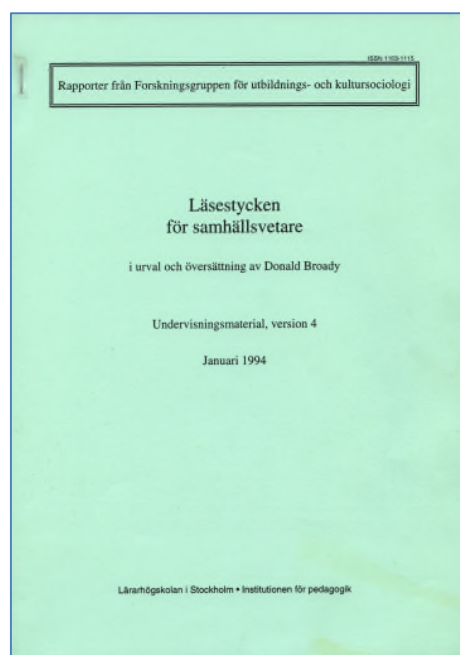 ISSN 1103-1115
Rapporter från Forskningsgruppen för utbildnings- och kultursociologi
Läsestycken
för samhällsvetare
i urval och översättning av Donald Broady
Undervisningsmaterial, version 4
Januari 1994
Lärarhögskolan i Stockholm • Institutionen för pedagogik